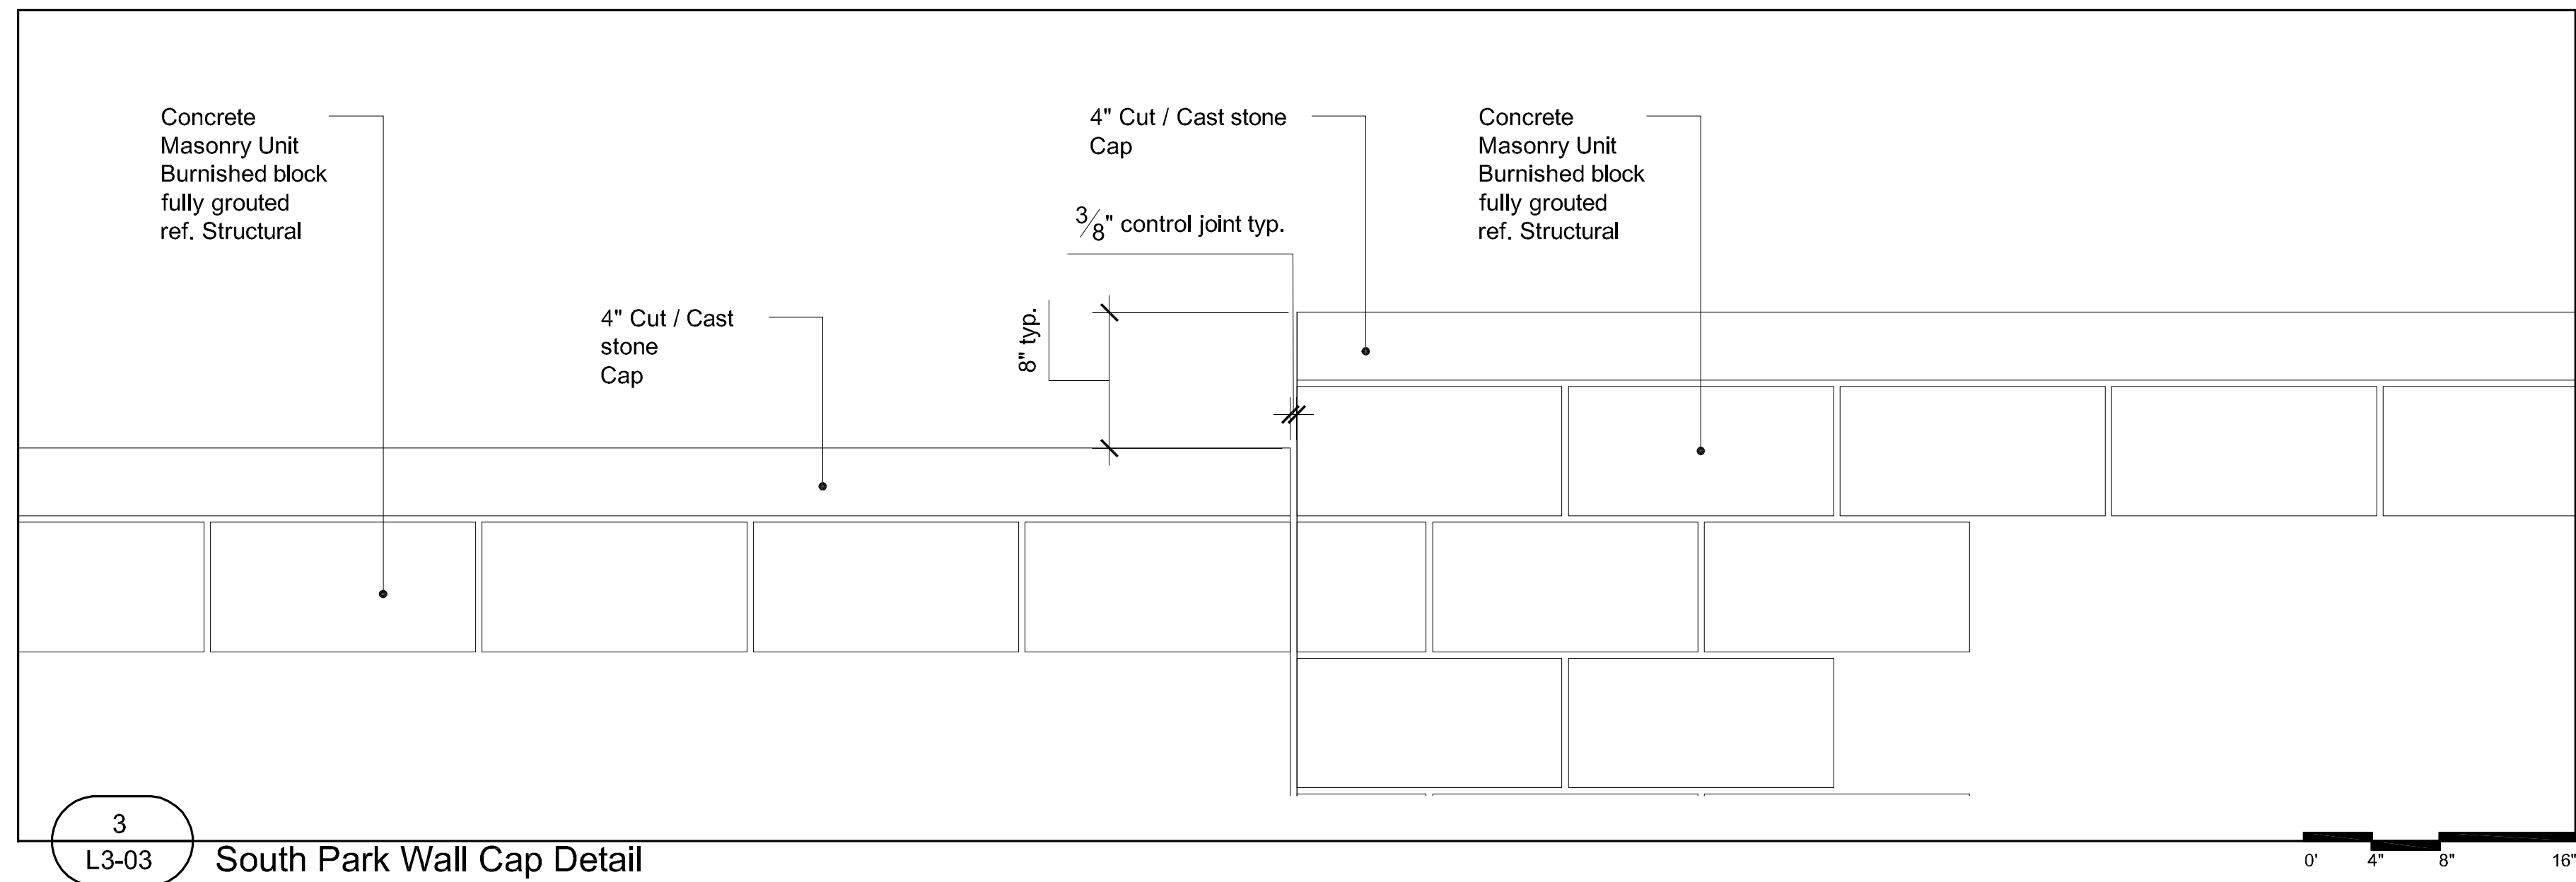 Concrete
Masonry Unit
Burnished block
fully grouted
ref. Structural
4" Cut / Cast
stone
Cap
4" Cut / Cast stone
Cap
3/8" control joint typ.
8" typ.
Concrete
Masonry Unit
Burnished block
fully grouted
ref. Structural
3
L3-03
South Park Wall Cap Detail
0' 4" 8" 16"